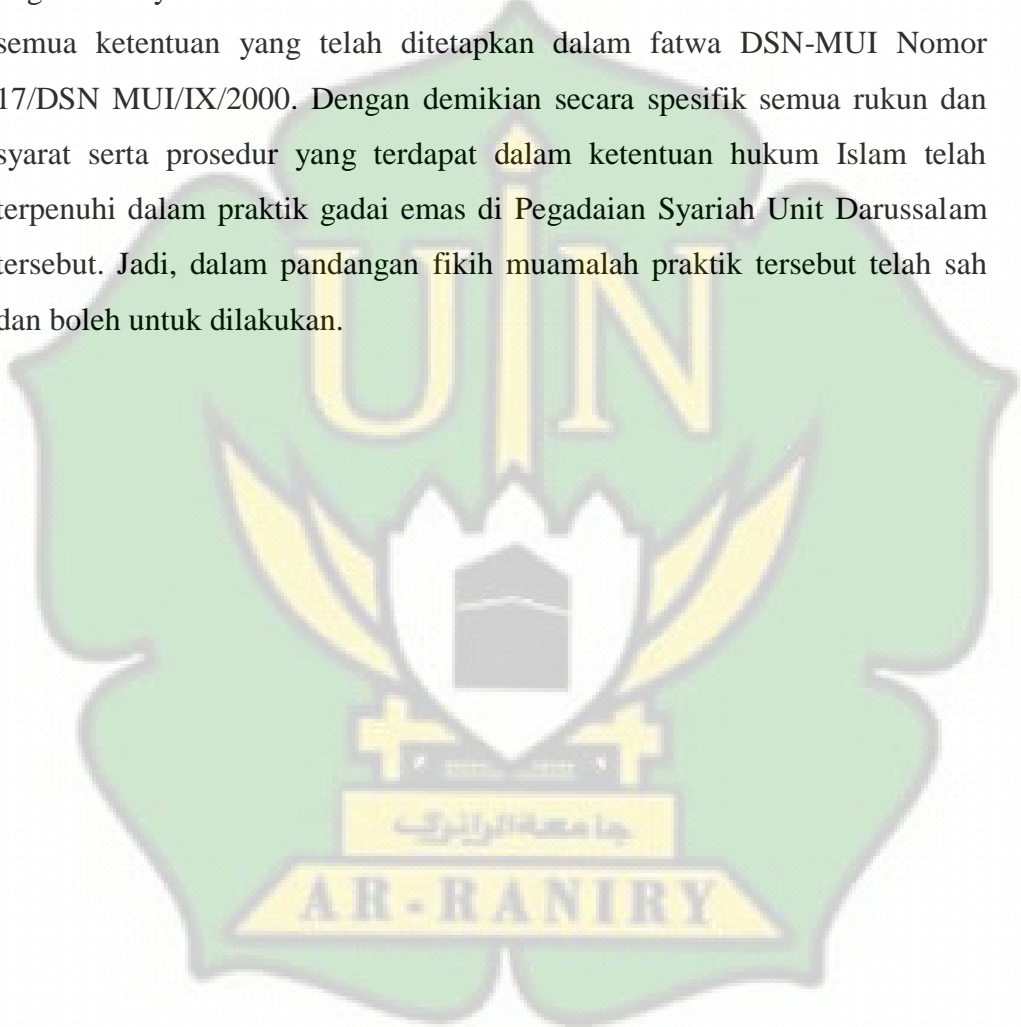 semua ketentuan yang telah ditetapkan dalam fatwa DSN-MUI Nomor
17/DSN MUI/IX/2000. Dengan demikian secara spesifik semua rukun dan
syarat serta prosedur yang terdapat dalam ketentuan hukum Islam telah
terpenuhi dalam praktik gadai emas di Pegadaian Syariah Unit Darussalam
tersebut. Jadi, dalam pandangan fikih muamalah praktik tersebut telah sah
dan boleh untuk dilakukan.
UIN
جامعة الرانري
AR-RANIRY